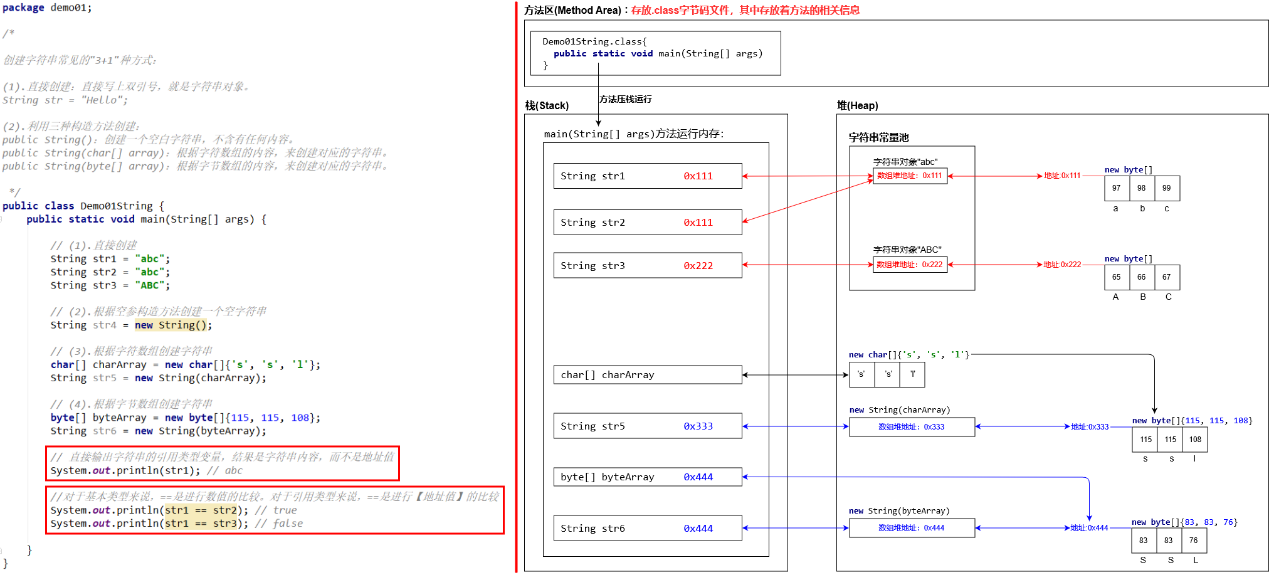 package demo01;
/*
创建字符串常见的"3+1"种方式:
(1).直接创建: 直接写上双引号, 就是字符串对象。
String str = "Hello";
(2).利用三种构造方法创建:
public String(): 创建一个空白字符串, 不含有任何内容。
public String(char[] array): 根据字符数组的内容, 来创建对应的字符串。
public String(byte[] array): 根据字节数组的内容, 来创建对应的字符串。
*/
public class Demo01String {
public static void main(String[] args) {
// (1).直接创建
String str1 = "abc";
String str2 = "abc";
String str3 = "ABC";
// (2).根据空参构造方法创建一个空字符串
String str4 = new String();
// (3).根据字符数组创建字符串
char[] charArray = new char[]{'s', 's', 'l'};
String str5 = new String(charArray);
// (4).根据字节数组创建字符串
byte[] byteArray = new byte[]{115, 115, 108};
String str6 = new String(byteArray);
// 直接输出字符串的引用类型变量, 结果是字符串内容, 而不是地址值
System.out.println(str1); // abc
//对于基本类型来说, ==是进行数值的比较。对于引用类型来说, ==是进行【地址值】的比较
System.out.println(str1 == str2); // true
System.out.println(str1 == str3); // false
}
}
方法区(Method Area)：存放.class字节码文件，其中存放着方法的相关信息
Demo01String.class{
public static void main(String[] args)
}
方法压栈运行
栈(Stack)
main(String[] args)方法运行内存:
String str1 0x111
String str2 0x111
String str3 0x222
char[] charArray
String str5 0x333
byte[] byteArray 0x444
String str6 0x444
堆(Heap)
字符串常量池
字符串对象"abc"
数组堆地址：0x111
地址:0x111
new byte[]
97 98 99
a b c
字符串对象"ABC"
数组堆地址：0x222
地址:0x222
new byte[]
65 66 67
A B C
new char[]{'s', 's', 'l'}
's' 's' 'l'
new String(charArray)
数组堆地址：0x333
地址:0x333
new byte[]{115, 115, 108}
115 115 108
s s l
new String(byteArray)
数组堆地址：0x444
地址:0x444
new byte[]{83, 83, 76}
83 83 76
S S L